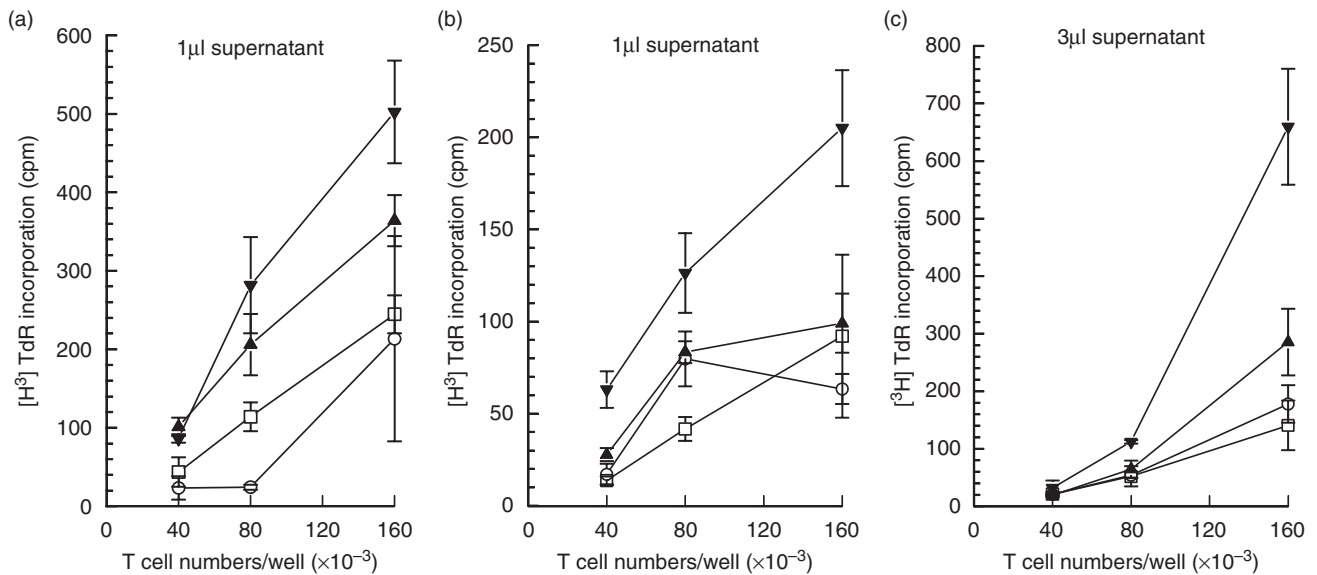 (a)
1μl supernatant
600
500
400
300
200
100
0
[H³] TdR incorporation (cpm)
0 40 80 120 160
T cell numbers/well (×10⁻³)
(b)
1μl supernatant
250
200
150
100
50
0
[H³] TdR incorporation (cpm)
0 40 80 120 160
T cell numbers/well (×10⁻³)
(c)
3μl supernatant
800
700
600
500
400
300
200
100
0
[³H] TdR incorporation (cpm)
0 40 80 120 160
T cell numbers/well (×10⁻³)